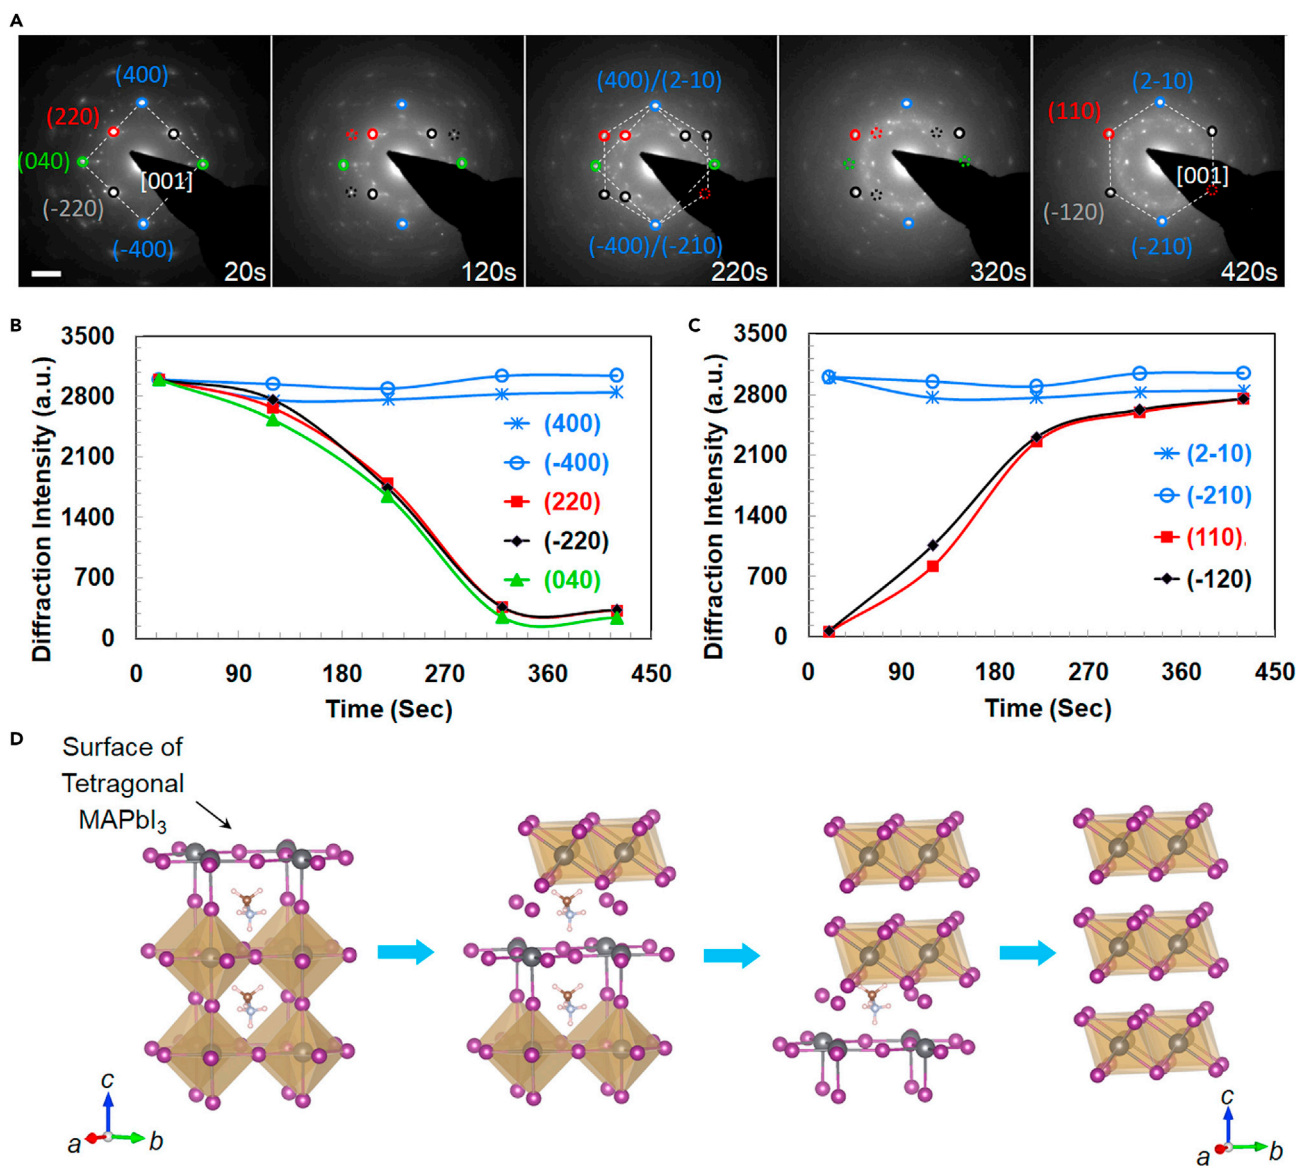 A
(400)
(220)
(040)
[001]
(-220)
(-400)
20s
120s
(400)/(2-10)
(-400)/(-210)
220s
320s
(2-10)
(110)
[001]
(-120)
(-210)
420s
B
Diffraction Intensity (a.u.)
3500
2800
2100
1400
700
0
(400)
(-400)
(220)
(-220)
(040)
0 90 180 270 360 450
Time (Sec)
C
Diffraction Intensity (a.u.)
3500
2800
2100
1400
700
0
(2-10)
(-210)
(110).
(-120)
0 90 180 270 360 450
Time (Sec)
D
Surface of
Tetragonal
MAPbI3
c
a
b
c
a
b